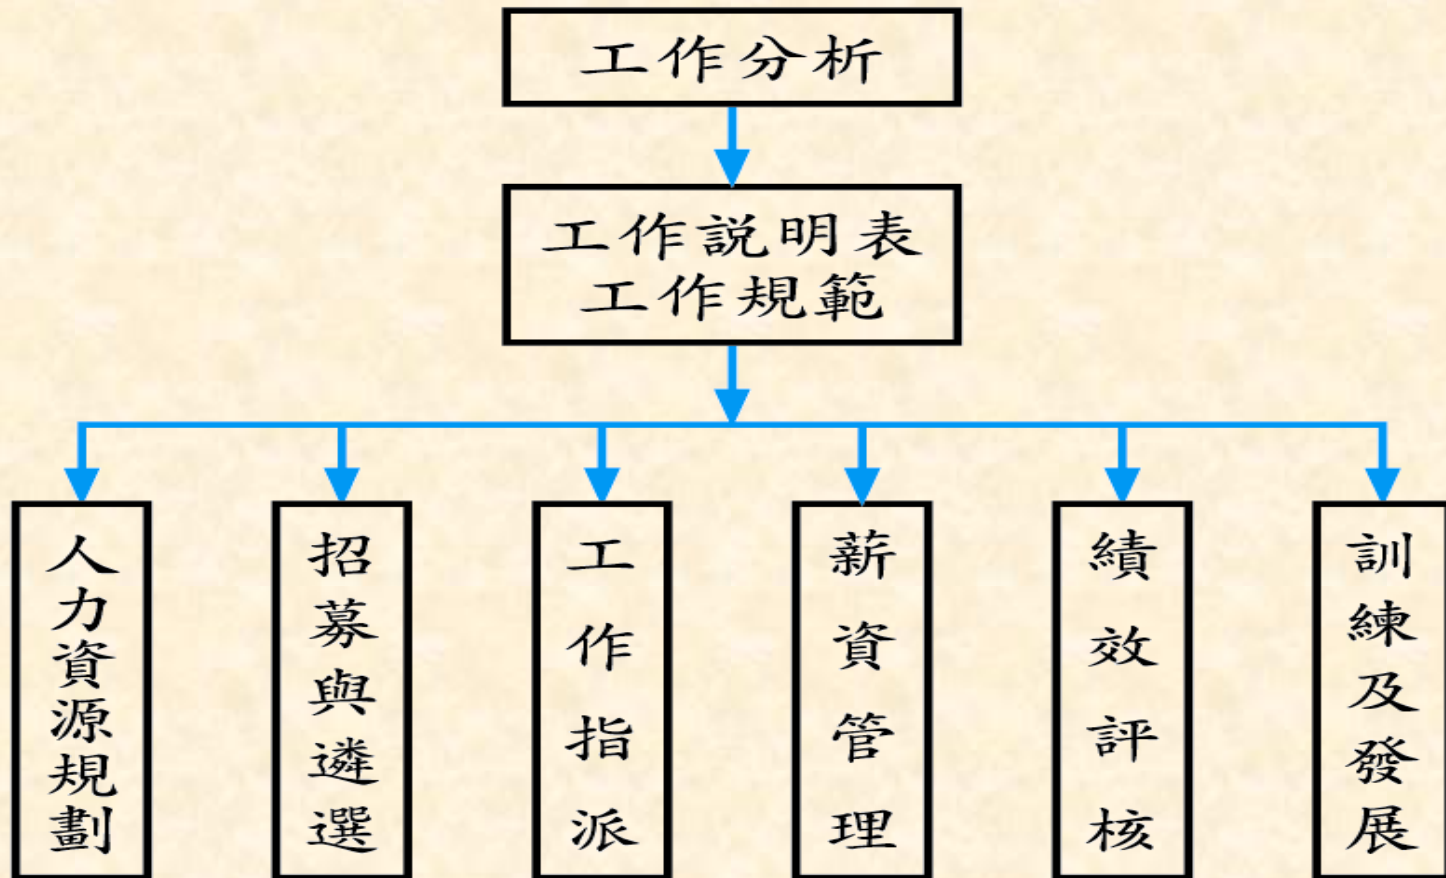 工作分析
工作說明表
工作規範
人力資源規劃
招募與遴選
工作指派
薪資管理
績效評核
訓練及發展